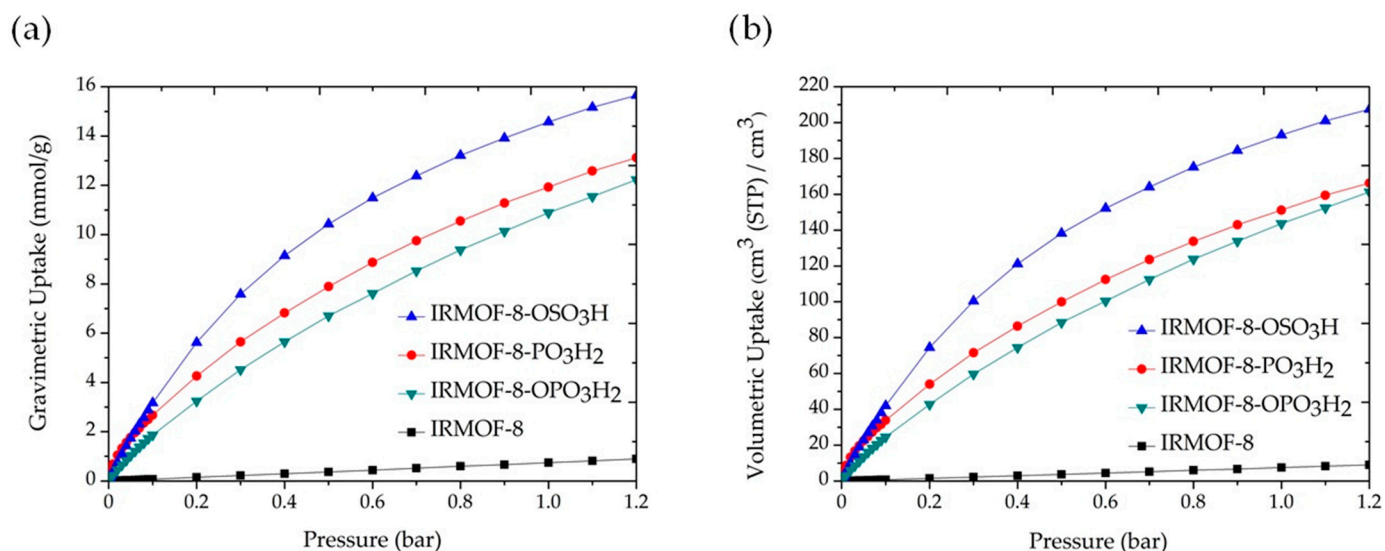 (a)
Gravimetric Uptake (mmol/g)
16
14
12
10
8
6
4
2
0
IRMOF-8-OSO₃H
IRMOF-8-PO₃H₂
IRMOF-8-OPO₃H₂
IRMOF-8
0 0.2 0.4 0.6 0.8 1.0 1.2
Pressure (bar)
(b)
Volumetric Uptake (cm³ (STP) / cm³)
220
200
180
160
140
120
100
80
60
40
20
0
IRMOF-8-OSO₃H
IRMOF-8-PO₃H₂
IRMOF-8-OPO₃H₂
IRMOF-8
0 0.2 0.4 0.6 0.8 1.0 1.2
Pressure (bar)